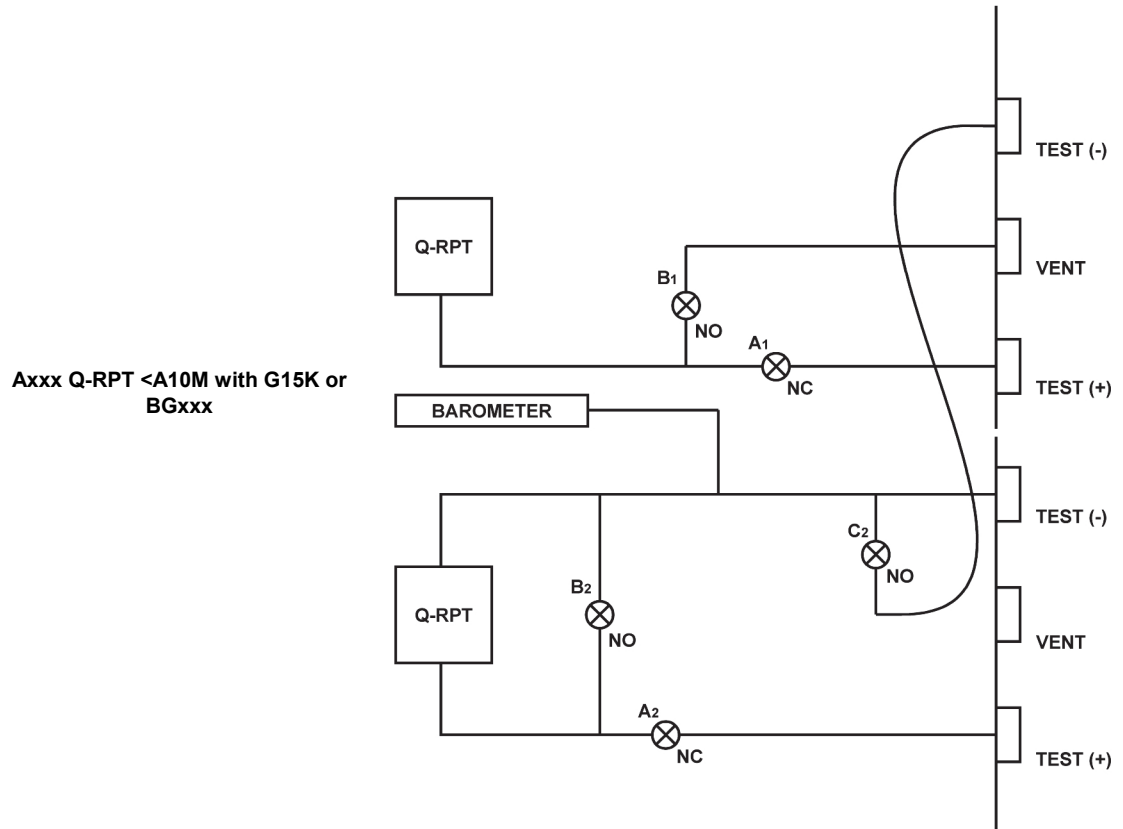 TEST (-)
Q-RPT
VENT
B1
NO
A1
NC
TEST (+)
Axxx Q-RPT <A10M with G15K or
BGxxx
BAROMETER
TEST (-)
C2
NO
Q-RPT
B2
NO
VENT
A2
NC
TEST (+)